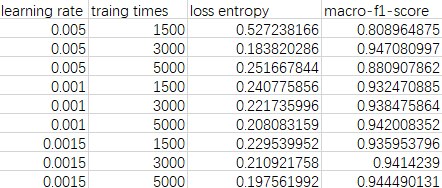 learning rate traing times loss entropy macro-f1-score
0.005 1500 0.527238166 0.808964875
0.005 3000 0.183820286 0.947080997
0.005 5000 0.251667844 0.880907862
0.001 1500 0.240775856 0.932470885
0.001 3000 0.221735996 0.938475864
0.001 5000 0.208083159 0.942008352
0.0015 1500 0.229539952 0.935953796
0.0015 3000 0.210921758 0.9414239
0.0015 5000 0.197561992 0.944490131